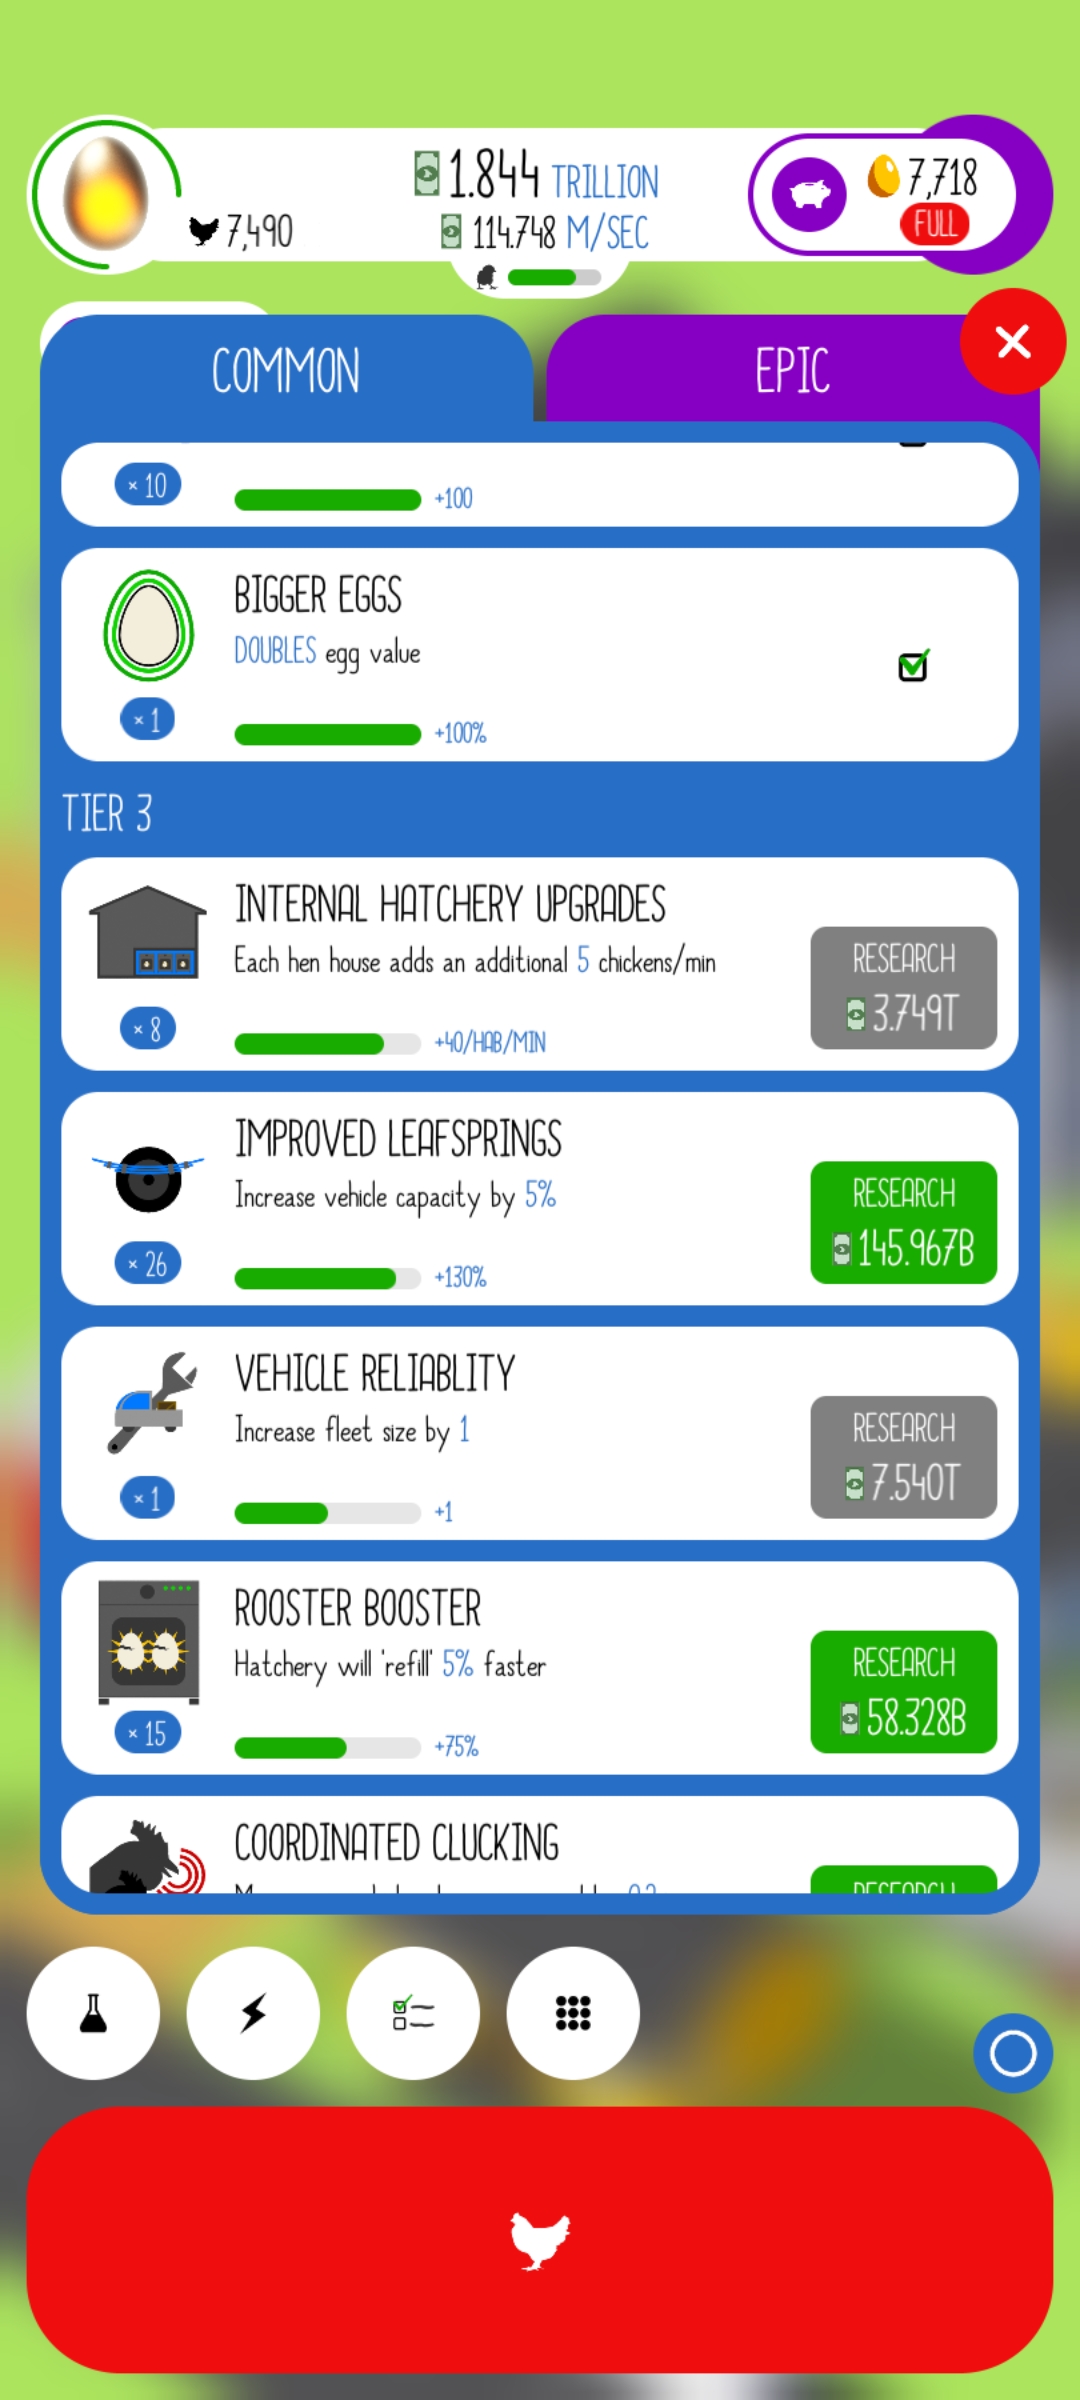 1.844 TRILLION
7,490
114.748 M/SEC
7,718
FULL
COMMON
EPIC
× 10
+100
BIGGER EGGS
DOUBLES egg value
× 1
+100%
TIER 3
INTERNAL HATCHERY UPGRADES
Each hen house adds an additional 5 chickens/min
RESEARCH
3.749T
× 8
+40/HAB/MIN
IMPROVED LEAFSPRINGS
Increase vehicle capacity by 5%
RESEARCH
145.967B
× 26
+130%
VEHICLE RELIABLITY
Increase fleet size by 1
RESEARCH
7.540T
× 1
+1
ROOSTER BOOSTER
Hatchery will 'refill' 5% faster
RESEARCH
58.328B
× 15
+75%
COORDINATED CLUCKING
RESEARCH